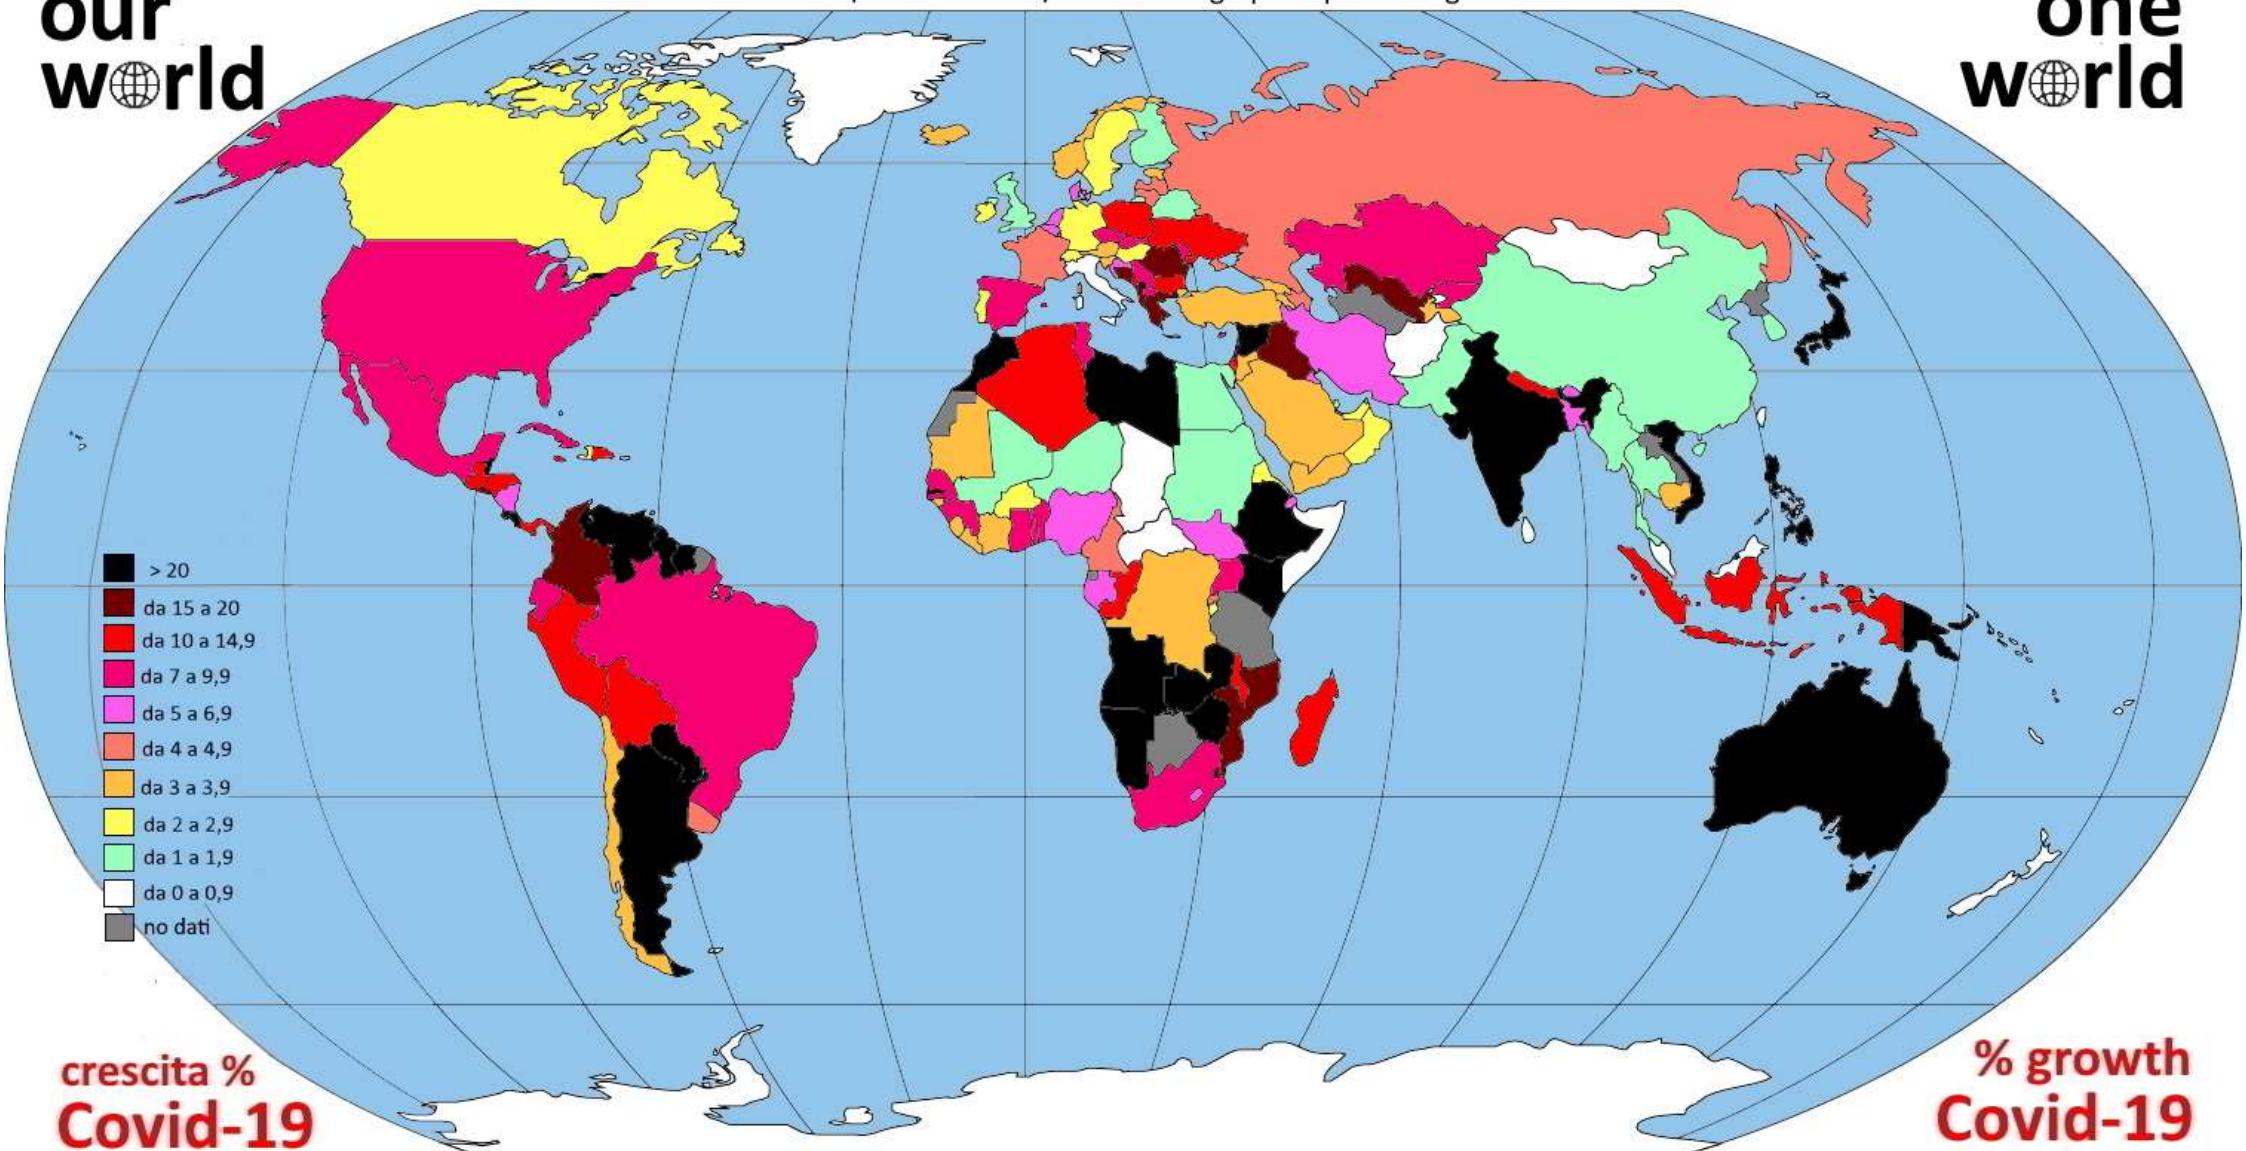 our
world
one
world
> 20
da 15 a 20
da 10 a 14,9
da 7 a 9,9
da 5 a 6,9
da 4 a 4,9
da 3 a 3,9
da 2 a 2,9
da 1 a 1,9
da 0 a 0,9
no dati
crescita %
Covid-19
% growth
Covid-19